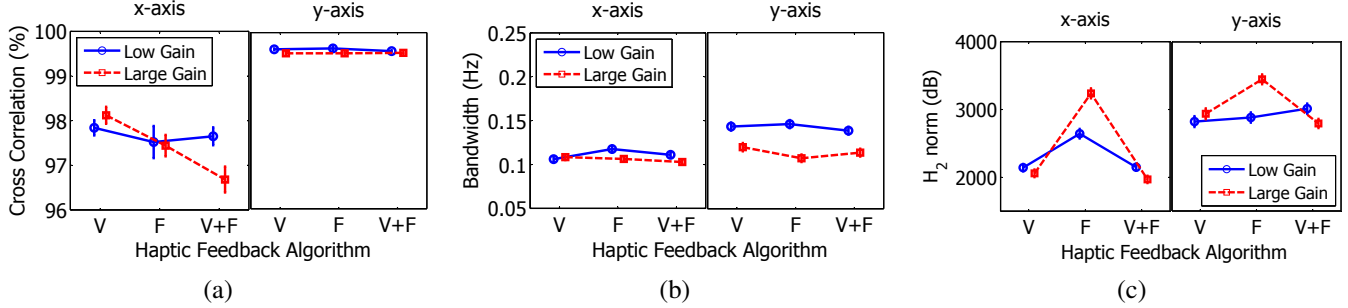 x-axis
y-axis
Cross Correlation (%)
100
99
98
97
96
Low Gain
Large Gain
V
F
V+F
V
F
V+F
Haptic Feedback Algorithm
(a)
x-axis
y-axis
Bandwidth (Hz)
0.25
0.2
0.15
0.1
0.05
Low Gain
Large Gain
V
F
V+F
V
F
V+F
Haptic Feedback Algorithm
(b)
x-axis
y-axis
H2 norm (dB)
4000
3000
2000
Low Gain
Large Gain
V
F
V+F
V
F
V+F
Haptic Feedback Algorithm
(c)